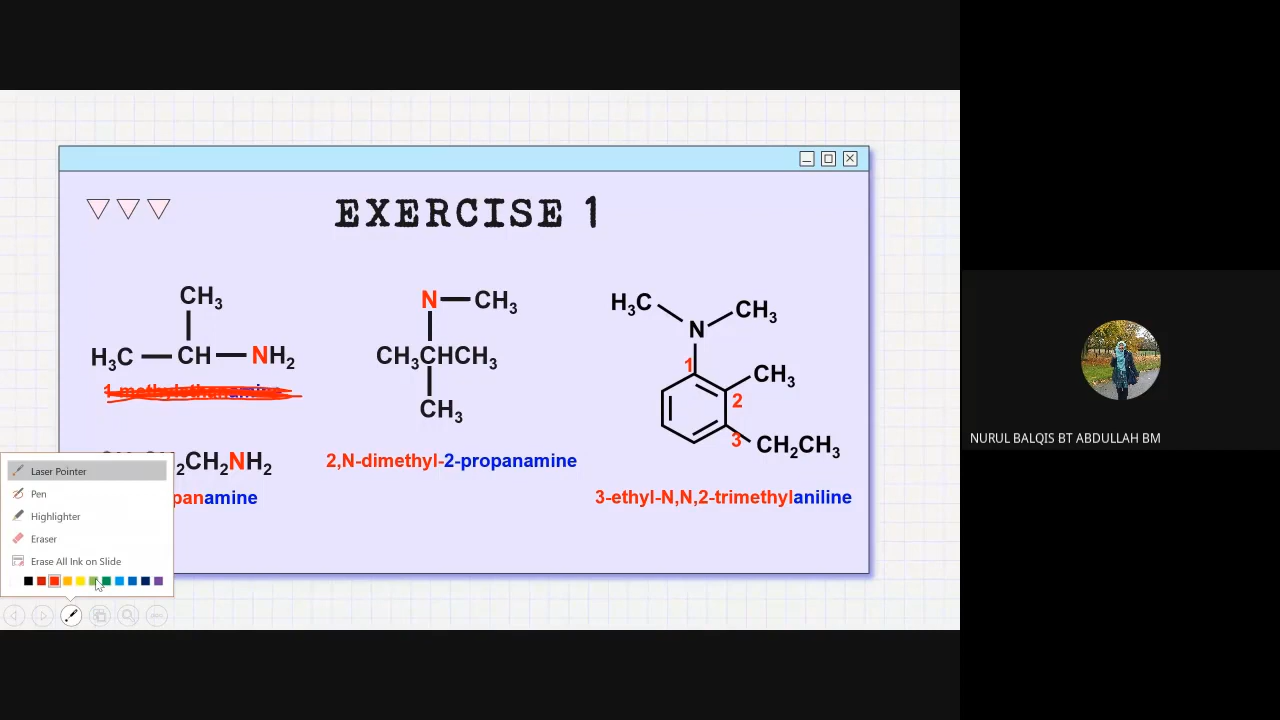 EXERCISE 1
CH3
H3C CH NH2
1-methylethanamine
2CH2NH2
panamine
N CH3
CH3CHCH3
CH3
2,N-dimethyl-2-propanamine
H3C CH3
N
1
CH3
2
3
CH2CH3
3-ethyl-N,N,2-trimethylaniline
Laser Pointer
Pen
Highlighter
Eraser
Erase All Ink on Slide
NURUL BALQIS BT ABDULLAH BM